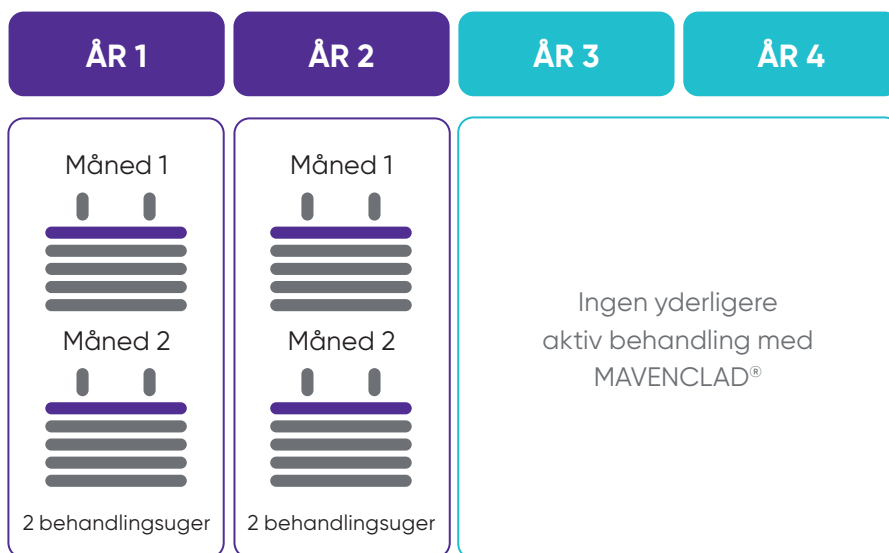 ÅR 1
ÅR 2
ÅR 3
ÅR 4
Måned 1
Måned 2
2 behandlingsuger
Måned 1
Måned 2
2 behandlingsuger
Ingen yderligere
aktiv behandling med
MAVENCLAD®